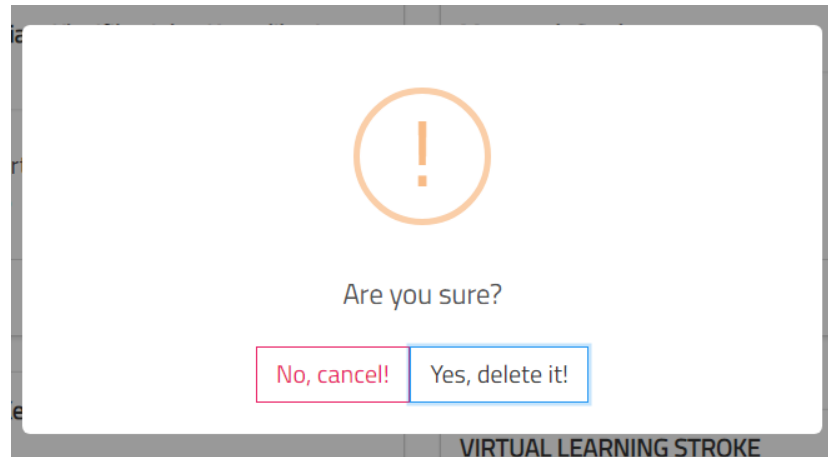 !
Are you sure?
No, cancel! Yes, delete it!
VIRTUAL LEARNING STROKE